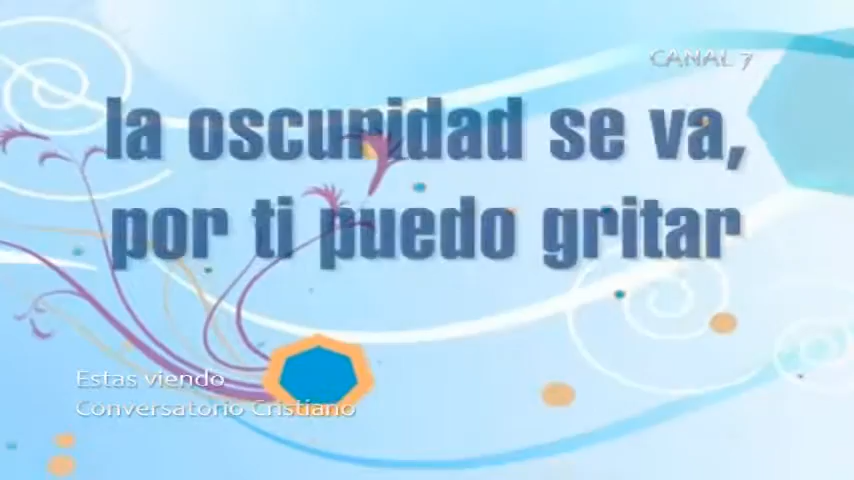 CANAL 7
la oscuridad se va,
por ti puedo gritar
Estas viendo
Conversatorio Cristiano